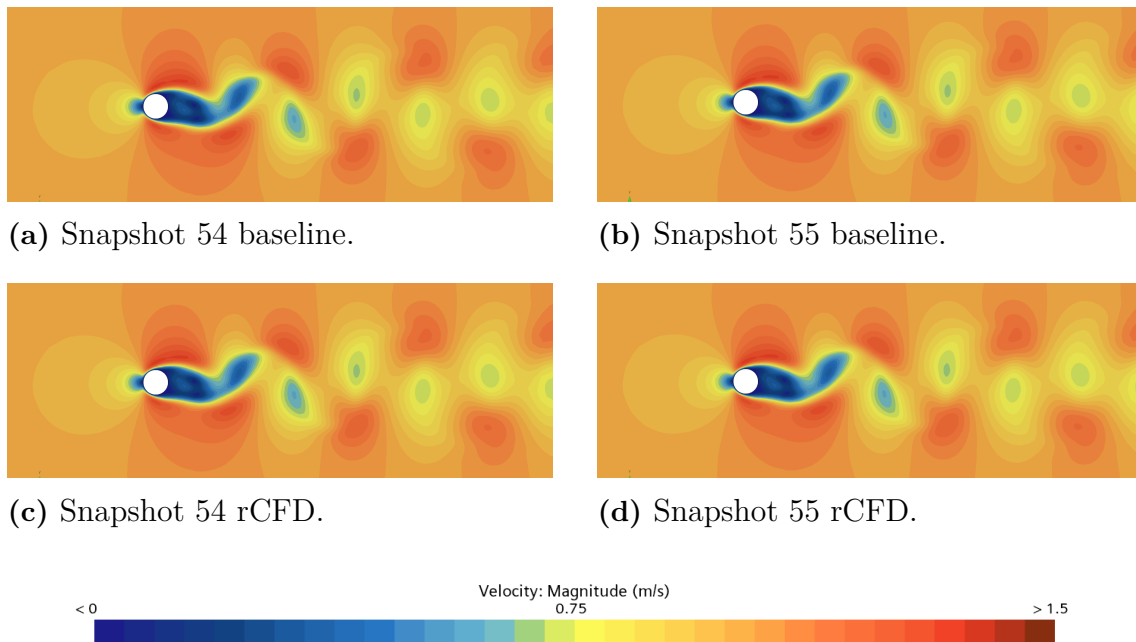 (a) Snapshot 54 baseline.
(b) Snapshot 55 baseline.
(c) Snapshot 54 rCFD.
(d) Snapshot 55 rCFD.
Velocity: Magnitude (m/s)
< 0 0.75 > 1.5